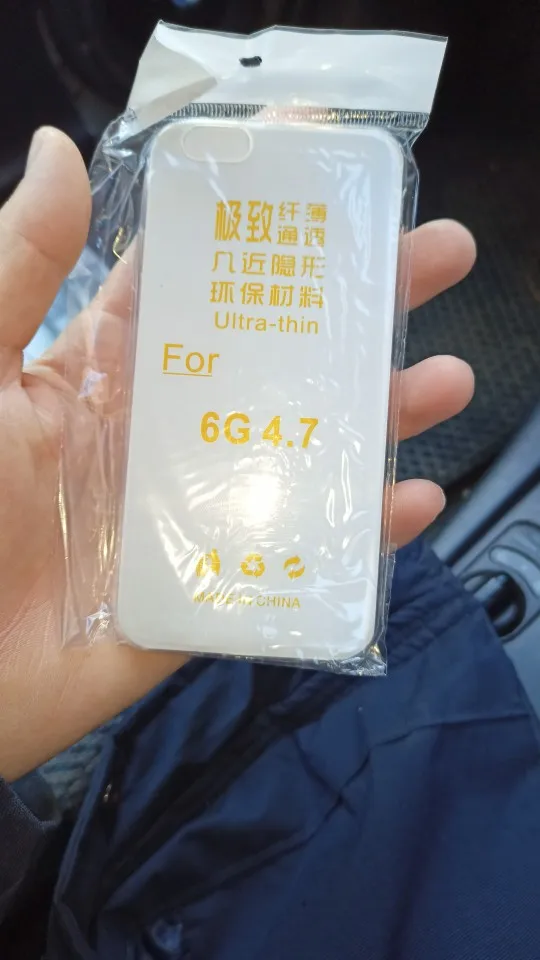 极致 纤薄 通透
几近隐形
环保材料
Ultra-thin
For
6G 4.7
MADE IN CHINA